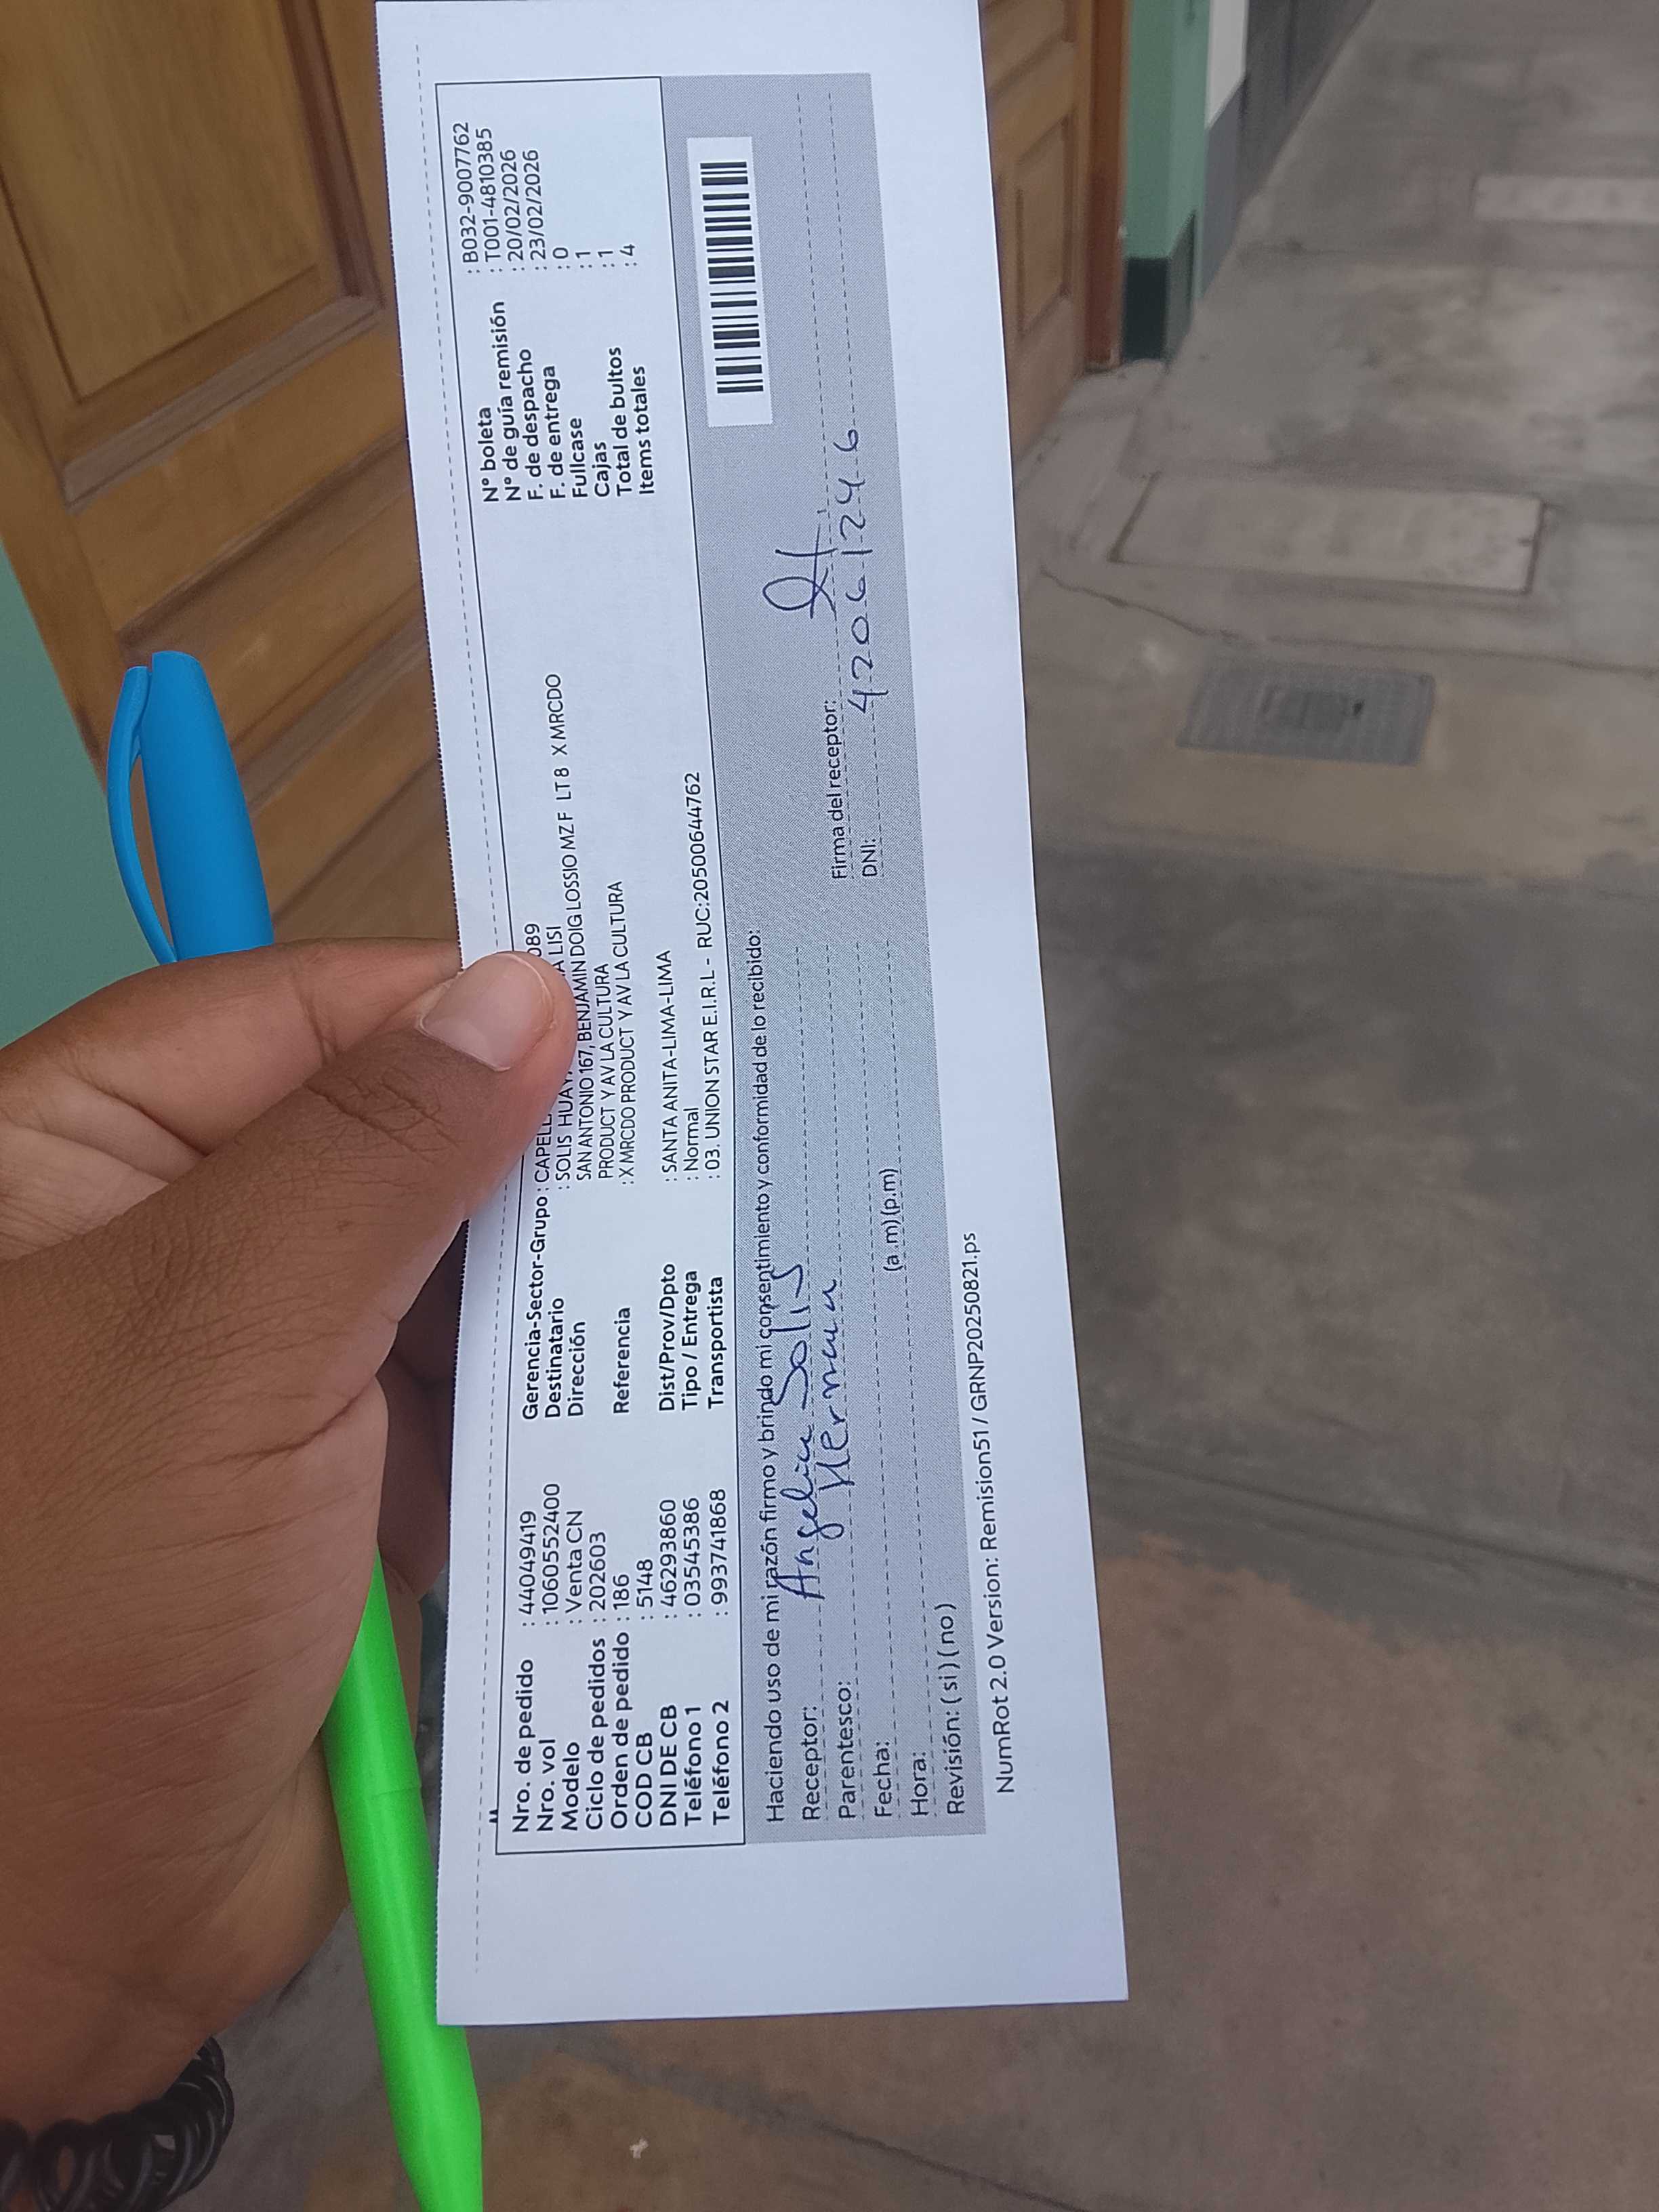 Nro. de pedido : 44049419
Nro. vol : 1060552400
Modelo : Venta CN
Ciclo de pedidos : 202603
Orden de pedido : 186
COD CB : 5148
DNI DE CB : 46293860
Teléfono 1 : 03545386
Teléfono 2 : 993741868
Gerencia-Sector-Grupo : 089
Destinatario : SOLIS LISI
Dirección SAN ANTONIO 167, BENJAMIN DOIG LOSSIO MZ F LT 8 X MRCDO
PRODUCT Y AV LA CULTURA
Referencia : X MRCDO PRODUCT Y AV LA CULTURA
Dist/Prov/Dpto : SANTA ANITA-LIMA-LIMA
Tipo / Entrega : Normal
Transportista : 03. UNION STAR E.I.R.L - RUC:20500644762
N° boleta : B032-9007762
N° de guía remisión : T001-4810385
F. de despacho : 20/02/2026
F. de entrega : 23/02/2026
Fullcase : 0
Cajas : 1
Total de bultos : 1
Items totales : 4
Haciendo uso de mi razón firmo y brindo mi consentimiento y conformidad de lo recibido:
Receptor: Angelica Solis
Parentesco: Hermana
Fecha:
Hora: (a.m) (p.m)
Revisión: ( si ) ( no )
Firma del receptor:
DNI: 42061246
NumRot 2.0 Version: Remision51 / GRNP20250821.ps